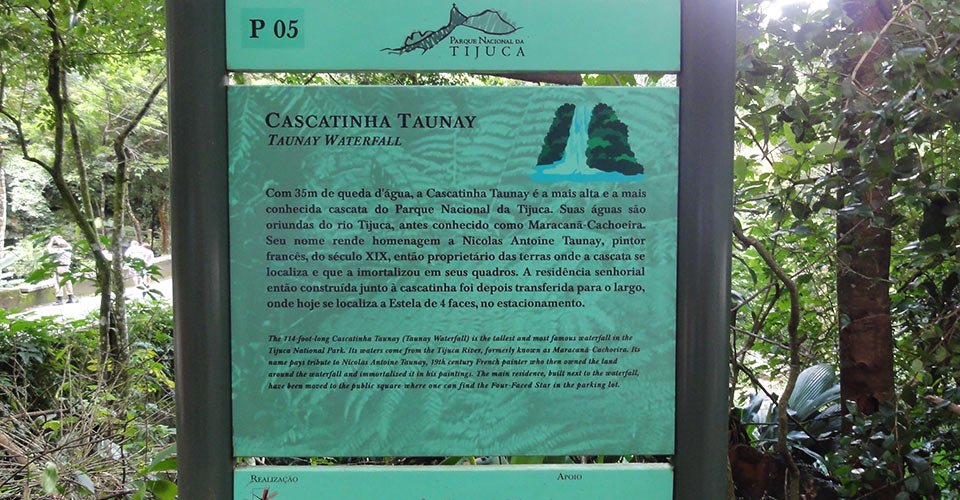 P 05
PARQUE NACIONAL DA
TIJUCA
CASCATINHA TAUNAY
TAUNAY WATERFALL
Com 35m de queda d'água, a Cascatinha Taunay é a mais alta e a mais
conhecida cascata do Parque Nacional da Tijuca. Suas águas são
oriundas do rio Tijuca, antes conhecido como Maracanã-Cachoeira.
Seu nome rende homenagem a Nicolas Antoine Taunay, pintor
francês, do século XIX, então proprietário das terras onde a cascata se
localiza e que a imortalizou em seus quadros. A residência senhorial
então construída junto à cascatinha foi depois transferida para o largo,
onde hoje se localiza a Estela de 4 faces, no estacionamento.
The 114-foot-long Cascatinha Taunay (Taunay Waterfall) is the tallest and most famous waterfall in the
Tijuca National Park. Its waters come from the Tijuca River, formerly known as Maracanã-Cachoeira. Its
name pays tribute to Nicolas Antoine Taunay, 19th century French painter who then owned the land
around the waterfall and immortalized it in his paintings. The main residence, built next to the waterfall,
have been moved to the public square where one can find the Four-Faced Star in the parking lot.
REALIZAÇÃO
APOIO